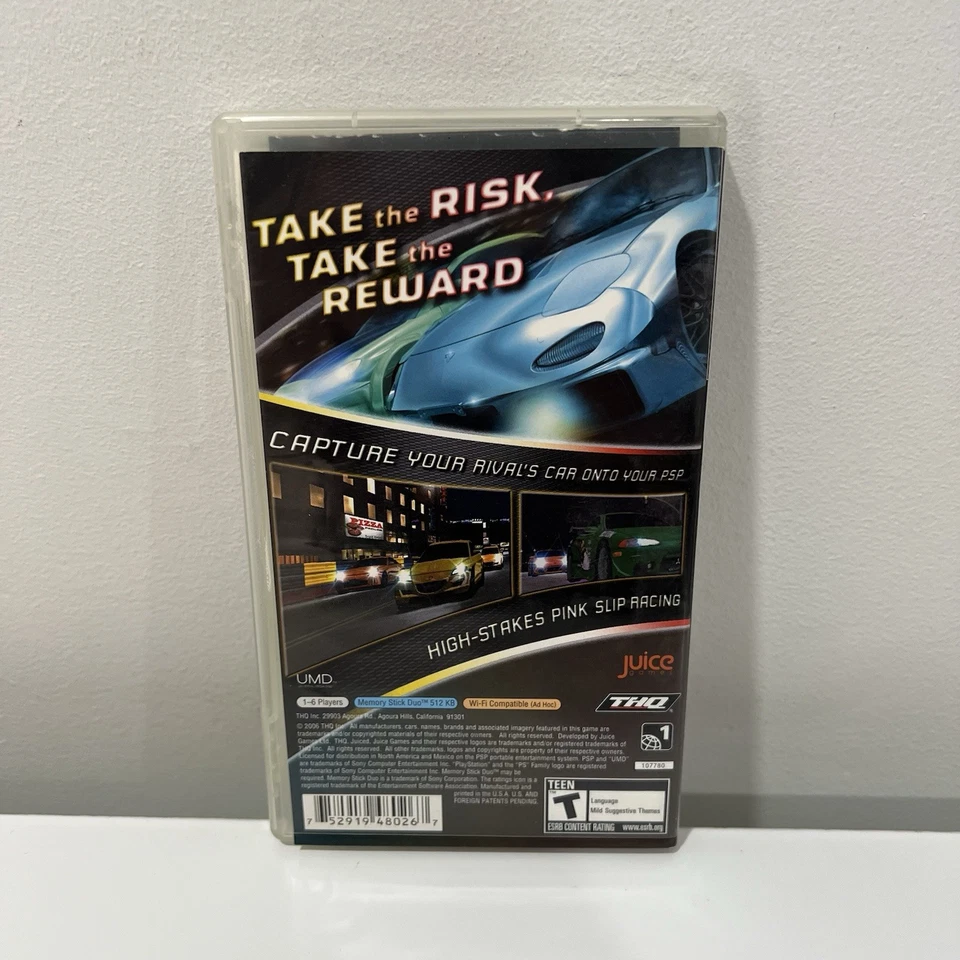 TAKE the RISK,
TAKE the
REWARD
CAPTURE YOUR RIVAL'S CAR ONTO YOUR PSP
PIZZA
HIGH-STAKES PINK SLIP RACING
UMD
juice
games
1-6 Players
Memory Stick Duo™ 512 KB
Wi-Fi Compatible (Ad Hoc)
THQ
THQ Inc. 29903 Agoura Rd., Agoura Hills, California 91301
© 2006 THQ Inc. All manufacturers, cars, names, brands and associated imagery featured in this game are
trademarks and/or copyrighted materials of their respective owners. All rights reserved. Developed by Juice
Games Ltd. THQ, Juiced, Juice Games and their respective logos are trademarks and/or registered trademarks of
THQ Inc. All rights reserved. All other trademarks, logos and copyrights are property of their respective owners.
Licensed for distribution in North America and Mexico on the PSP portable entertainment system. PSP and "UMD"
are trademarks of Sony Computer Entertainment Inc. "PlayStation" and the "PS" Family logo are registered
trademarks of Sony Computer Entertainment Inc. Memory Stick Duo™ may be
required. Memory Stick Duo is a trademark of Sony Corporation. The ratings icon is a
registered trademark of the Entertainment Software Association. Manufactured and
printed in the U.S.A. U.S. AND
FOREIGN PATENTS PENDING.
1
107780
7 52919 48026 7
TEEN
T
Language
Mild Suggestive Themes
ESRB CONTENT RATING www.esrb.org